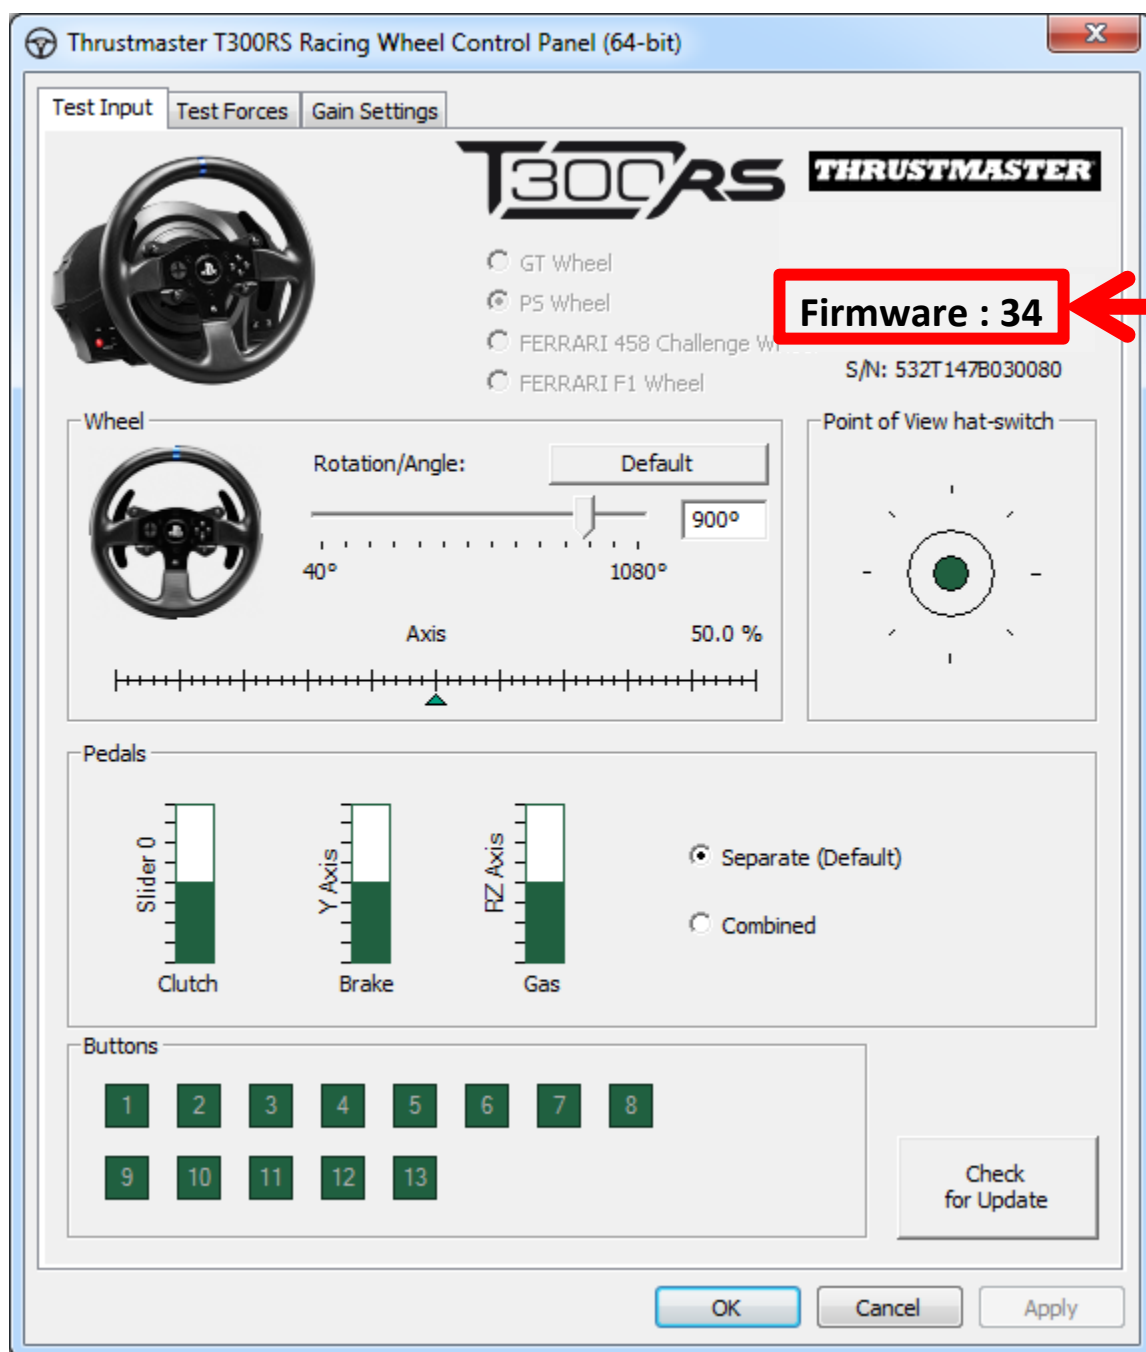 Thrustmaster T300RS Racing Wheel Control Panel (64-bit)
Test Input Test Forces Gain Settings
T300RS THRUSTMASTER
GT Wheel
PS Wheel
Firmware : 34
FERRARI 458 Challenge
S/N: 532T147B030080
FERRARI F1 Wheel
Wheel
Point of View hat-switch
Rotation/Angle: Default
900°
40° 1080°
Axis 50.0 %
Pedals
Slider 0
Y Axis
RZ Axis
Separate (Default)
Combined
Clutch Brake Gas
Buttons
1 2 3 4 5 6 7 8
9 10 11 12 13
Check
for Update
OK Cancel Apply